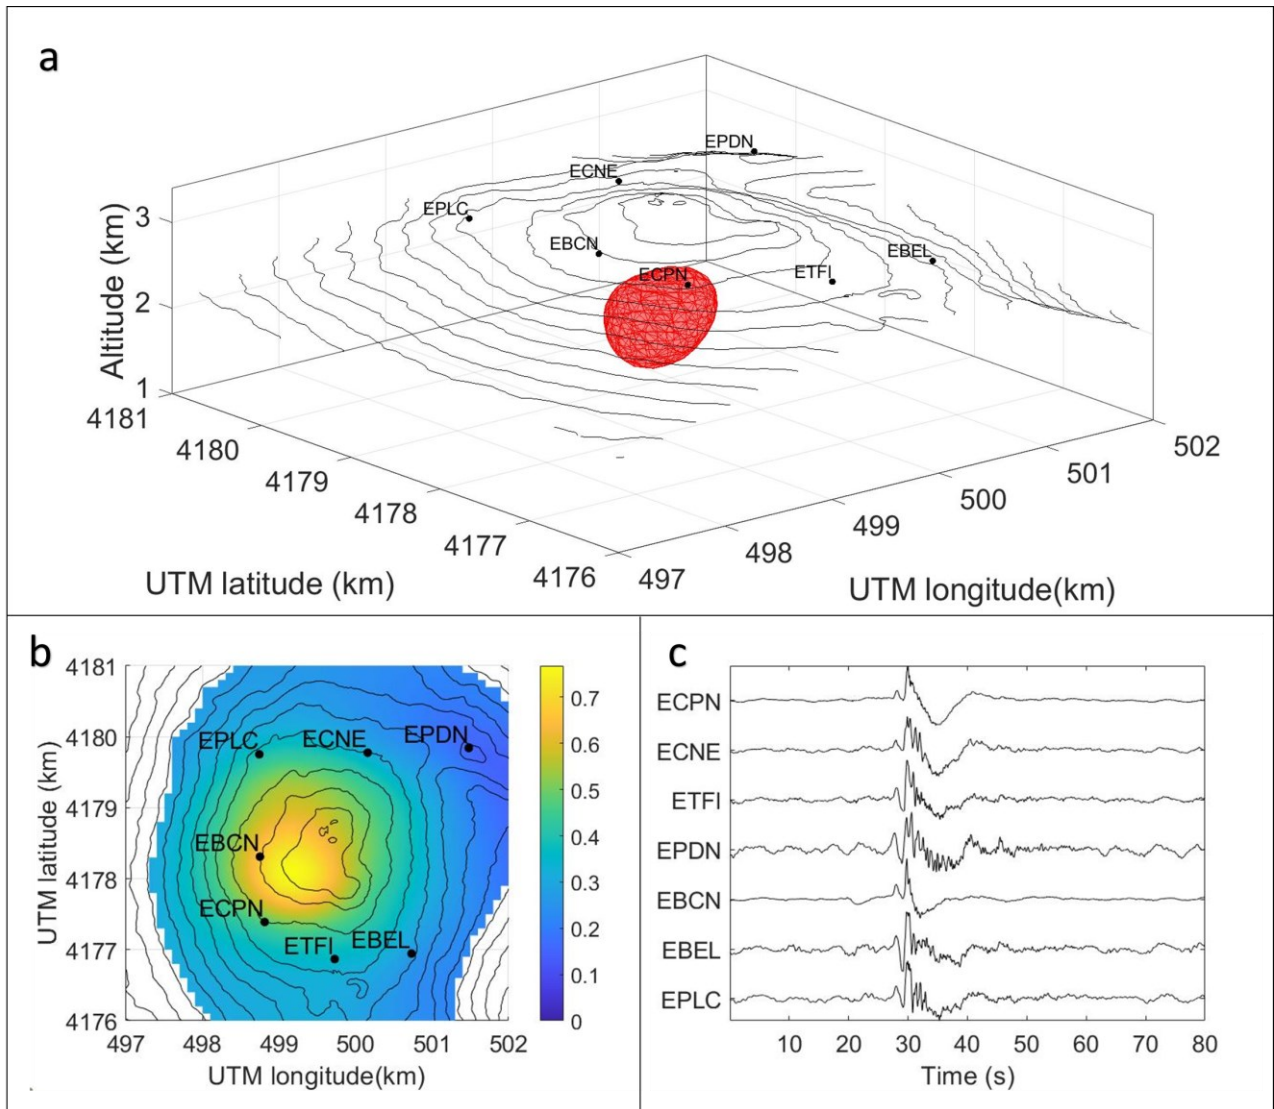 a
EPDN
ECNE
EPLC
EBCN
EBEL
ETFI
ECPN
Altitude (km)
3
2
1
4181
4180
4179
4178
4177
4176
UTM latitude (km)
497
498
499
500
501
502
UTM longitude(km)
b
4181
4180
4179
4178
4177
4176
UTM latitude (km)
EPLC
ECNE
EPDN
EBCN
ECPN
ETFI
EBEL
497
498
499
500
501
502
UTM longitude(km)
0.7
0.6
0.5
0.4
0.3
0.2
0.1
0
c
ECPN
ECNE
ETFI
EPDN
EBCN
EBEL
EPLC
10
20
30
40
50
60
70
80
Time (s)